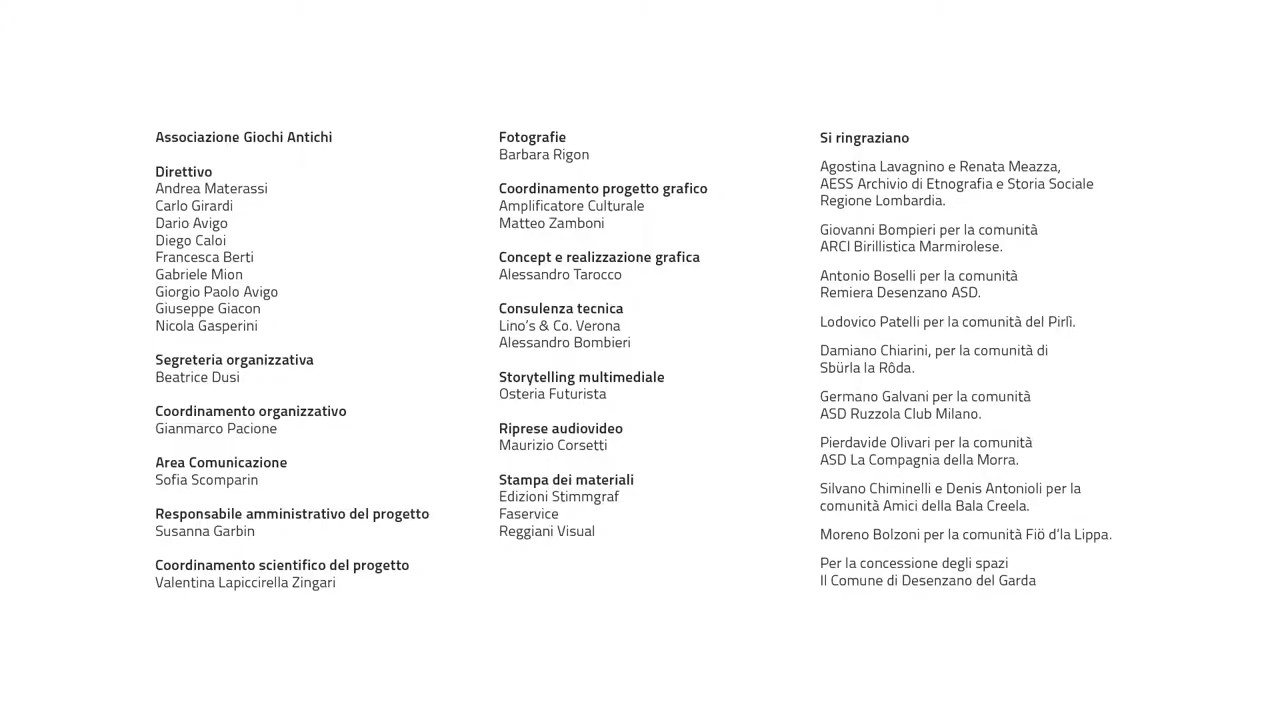 Associazione Giochi Antichi
Direttivo
Andrea Materassi
Carlo Girardi
Dario Avigo
Diego Caloi
Francesca Berti
Gabriele Mion
Giorgio Paolo Avigo
Giuseppe Giacon
Nicola Gasperini
Segreteria organizzativa
Beatrice Dusi
Coordinamento organizzativo
Gianmarco Pacione
Area Comunicazione
Sofia Scomparin
Responsabile amministrativo del progetto
Susanna Garbin
Coordinamento scientifico del progetto
Valentina Lapiccirella Zingari
Fotografie
Barbara Rigon
Coordinamento progetto grafico
Amplificatore Culturale
Matteo Zamboni
Concept e realizzazione grafica
Alessandro Tarocco
Consulenza tecnica
Lino's & Co. Verona
Alessandro Bombieri
Storytelling multimediale
Osteria Futurista
Riprese audiovideo
Maurizio Corsetti
Stampa dei materiali
Edizioni Stimmgraf
Faservice
Reggiani Visual
Si ringraziano
Agostina Lavagnino e Renata Meazza,
AESS Archivio di Etnografia e Storia Sociale
Regione Lombardia.
Giovanni Bompieri per la comunità
ARCI Birillistica Marmirolese.
Antonio Boselli per la comunità
Remiera Desenzano ASD.
Lodovico Patelli per la comunità del Pirlì.
Damiano Chiarini, per la comunità di
Sbürla la Rôda.
Germano Galvani per la comunità
ASD Ruzzola Club Milano.
Pierdavide Olivari per la comunità
ASD La Compagnia della Morra.
Silvano Chiminelli e Denis Antonioli per la
comunità Amici della Bala Creela.
Moreno Bolzoni per la comunità Fiö d'la Lippa.
Per la concessione degli spazi
Il Comune di Desenzano del Garda